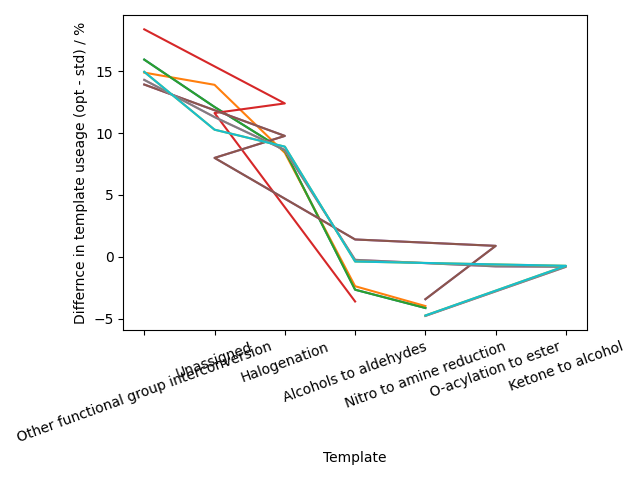 Differnce in template useage (opt - std) / %
15
10
5
0
−5
Other functional group interconversion
Unassigned
Halogenation
Alcohols to aldehydes
Nitro to amine reduction
O-acylation to ester
Ketone to alcohol
Template